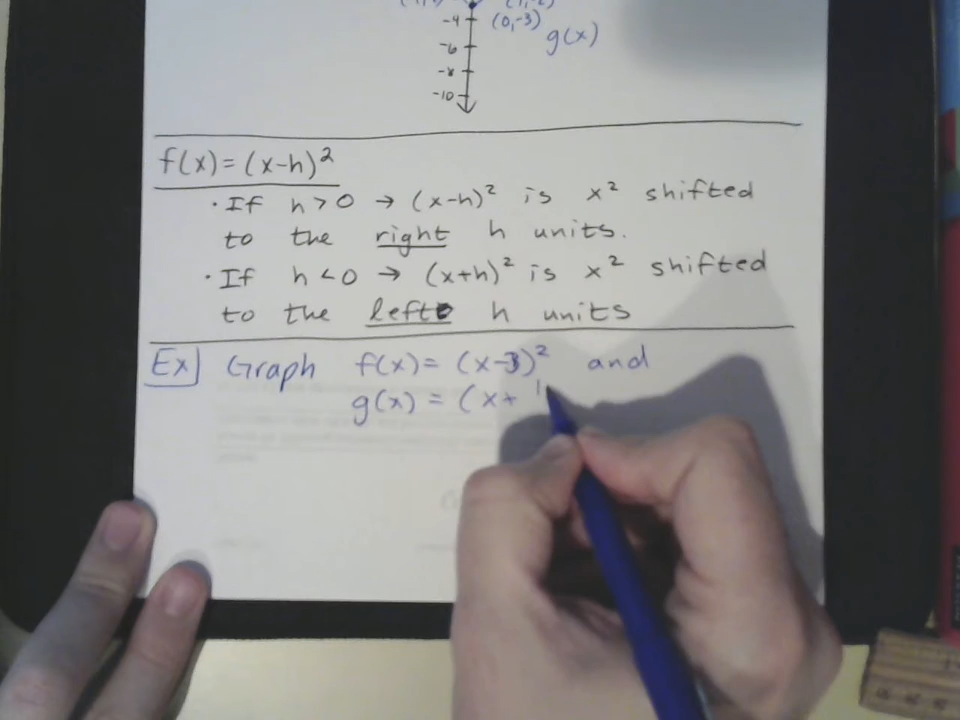 -4 (0,-3) g(x)
-6
-8
-10
f(x) = (x-h)²
· If h > 0 → (x-h)² is x² shifted
to the right h units.
· If h < 0 → (x+h)² is x² shifted
to the left h units
Ex Graph f(x) = (x-3)² and
g(x) = (x+